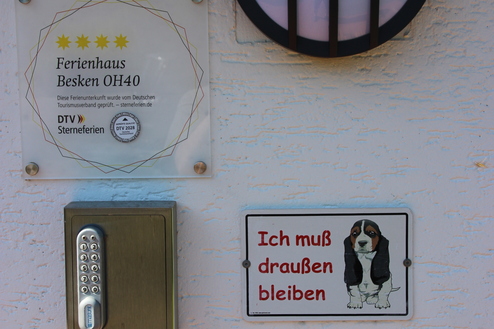 Ferienhaus
Besken OH40
Diese Ferienunterkunft wurde vom Deutschen
Tourismusverband geprüft. – sterneferien.de
DTV
Sterneferien
DTV 2028
Ich muß
draußen
bleiben